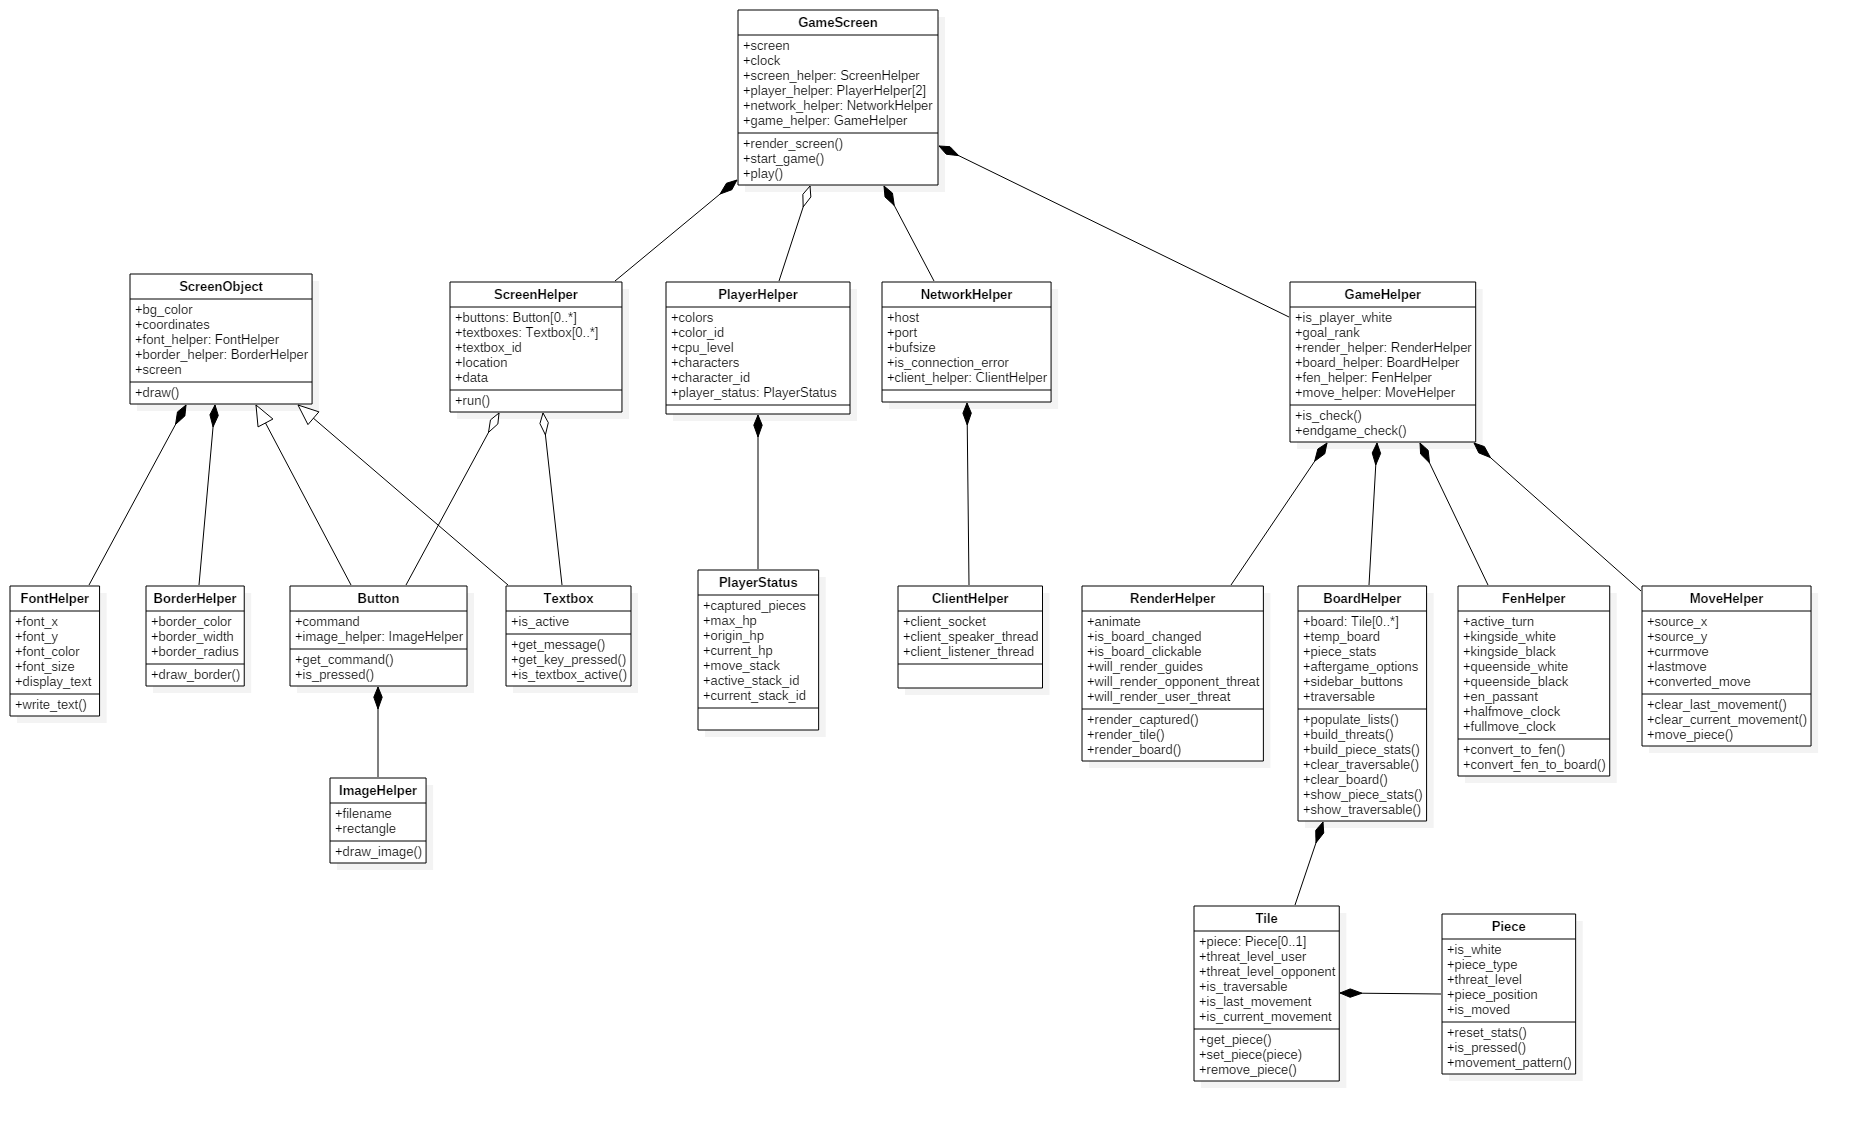 GameScreen
+screen
+clock
+screen_helper: ScreenHelper
+player_helper: PlayerHelper[2]
+network_helper: NetworkHelper
+game_helper: GameHelper
+render_screen()
+start_game()
+play()
ScreenObject
+bg_color
+coordinates
+font_helper: FontHelper
+border_helper: BorderHelper
+screen
+draw()
ScreenHelper
+buttons: Button[0..*]
+textboxes: Textbox[0..*]
+textbox_id
+location
+data
+run()
PlayerHelper
+colors
+color_id
+cpu_level
+characters
+character_id
+player_status: PlayerStatus
NetworkHelper
+host
+port
+bufsize
+is_connection_error
+client_helper: ClientHelper
GameHelper
+is_player_white
+goal_rank
+render_helper: RenderHelper
+board_helper: BoardHelper
+fen_helper: FenHelper
+move_helper: MoveHelper
+is_check()
+endgame_check()
FontHelper
+font_x
+font_y
+font_color
+font_size
+display_text
+write_text()
BorderHelper
+border_color
+border_width
+border_radius
+draw_border()
Button
+command
+image_helper: ImageHelper
+get_command()
+is_pressed()
Textbox
+is_active
+get_message()
+get_key_pressed()
+is_textbox_active()
PlayerStatus
+captured_pieces
+max_hp
+origin_hp
+current_hp
+move_stack
+active_stack_id
+current_stack_id
ClientHelper
+client_socket
+client_speaker_thread
+client_listener_thread
RenderHelper
+animate
+is_board_changed
+is_board_clickable
+will_render_guides
+will_render_opponent_threat
+will_render_user_threat
+render_captured()
+render_tile()
+render_board()
BoardHelper
+board: Tile[0..*]
+temp_board
+piece_stats
+aftergame_options
+sidebar_buttons
+traversable
+populate_lists()
+build_threats()
+build_piece_stats()
+clear_traversable()
+clear_board()
+show_piece_stats()
+show_traversable()
FenHelper
+active_turn
+kingside_white
+kingside_black
+queenside_white
+queenside_black
+en_passant
+halfmove_clock
+fullmove_clock
+convert_to_fen()
+convert_fen_to_board()
MoveHelper
+source_x
+source_y
+currmove
+lastmove
+converted_move
+clear_last_movement()
+clear_current_movement()
+move_piece()
ImageHelper
+filename
+rectangle
+draw_image()
Tile
+piece: Piece[0..1]
+threat_level_user
+threat_level_opponent
+is_traversable
+is_last_movement
+is_current_movement
+get_piece()
+set_piece(piece)
+remove_piece()
Piece
+is_white
+piece_type
+threat_level
+piece_position
+is_moved
+reset_stats()
+is_pressed()
+movement_pattern()